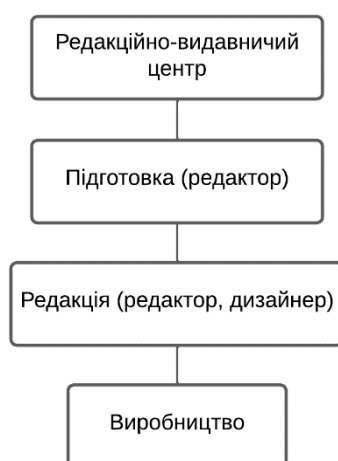 Редакційно-видавничий
центр
Підготовка (редактор)
Редакція (редактор, дизайнер)
Виробництво